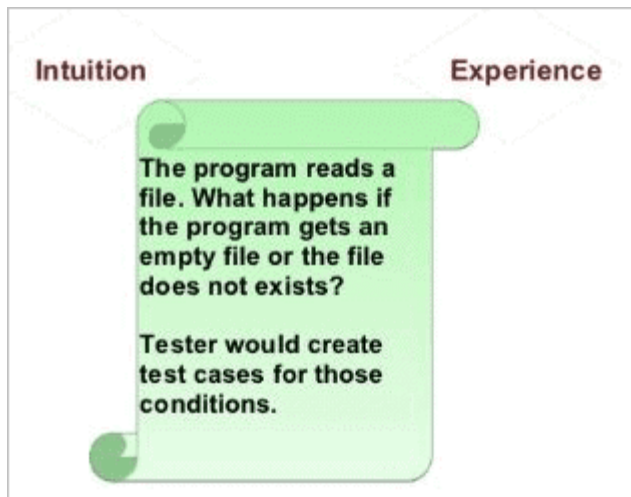 Intuition
Experience
The program reads a
file. What happens if
the program gets an
empty file or the file
does not exists?
Tester would create
test cases for those
conditions.